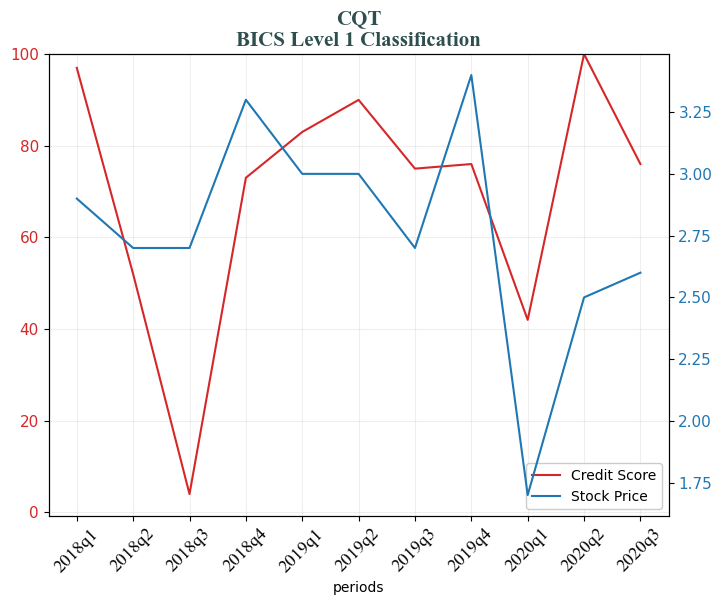 CQT
BICS Level 1 Classification
100
80
60
40
20
0
3.25
3.00
2.75
2.50
2.25
2.00
1.75
Credit Score
Stock Price
2018q1
2018q2
2018q3
2018q4
2019q1
2019q2
2019q3
2019q4
2020q1
2020q2
2020q3
periods